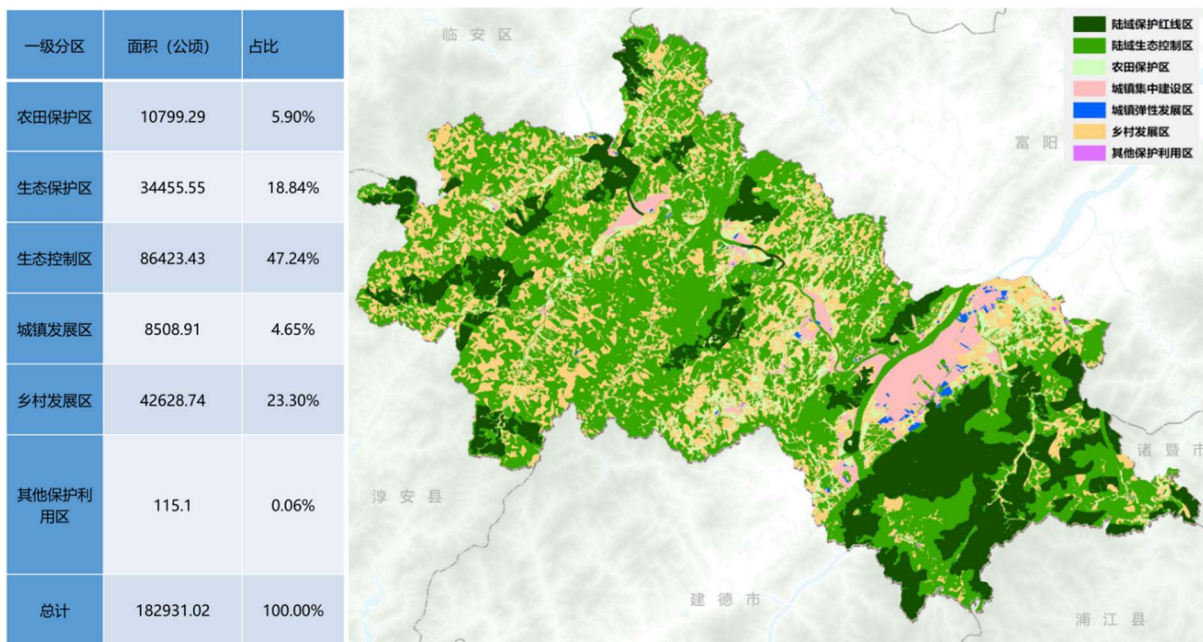 一级分区 面积（公顷） 占比
农田保护区 10799.29 5.90%
生态保护区 34455.55 18.84%
生态控制区 86423.43 47.24%
城镇发展区 8508.91 4.65%
乡村发展区 42628.74 23.30%
其他保护利
用区 115.1 0.06%
总计 182931.02 100.00%
临安区
富阳
淳安县
建德市
诸暨市
浦江县
陆域保护红线区
陆域生态控制区
农田保护区
城镇集中建设区
城镇弹性发展区
乡村发展区
其他保护利用区